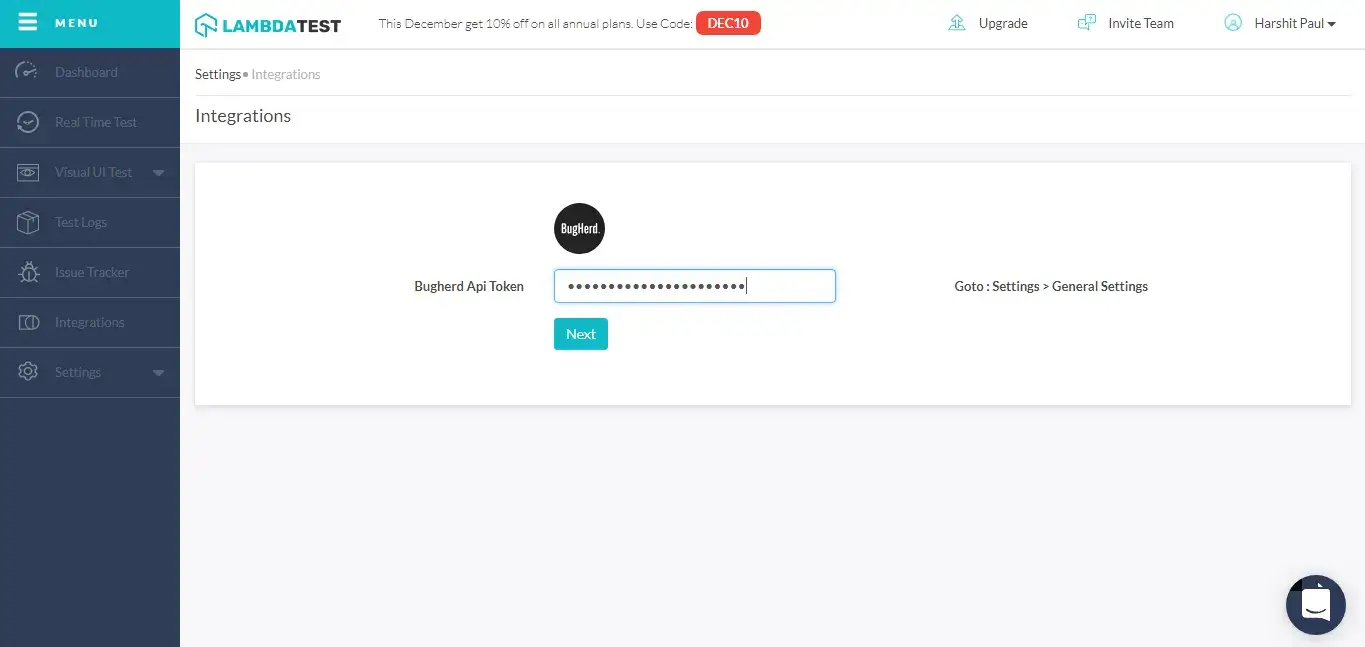 MENU
LAMBDATEST
This December get 10% off on all annual plans. Use Code: DEC10
Upgrade
Invite Team
Harshit Paul
Dashboard
Real Time Test
Visual UI Test
Test Logs
Issue Tracker
Integrations
Settings
Settings • Integrations
Integrations
BugHerd.
Bugherd Api Token
••••••••••••••••••••••
Goto : Settings > General Settings
Next